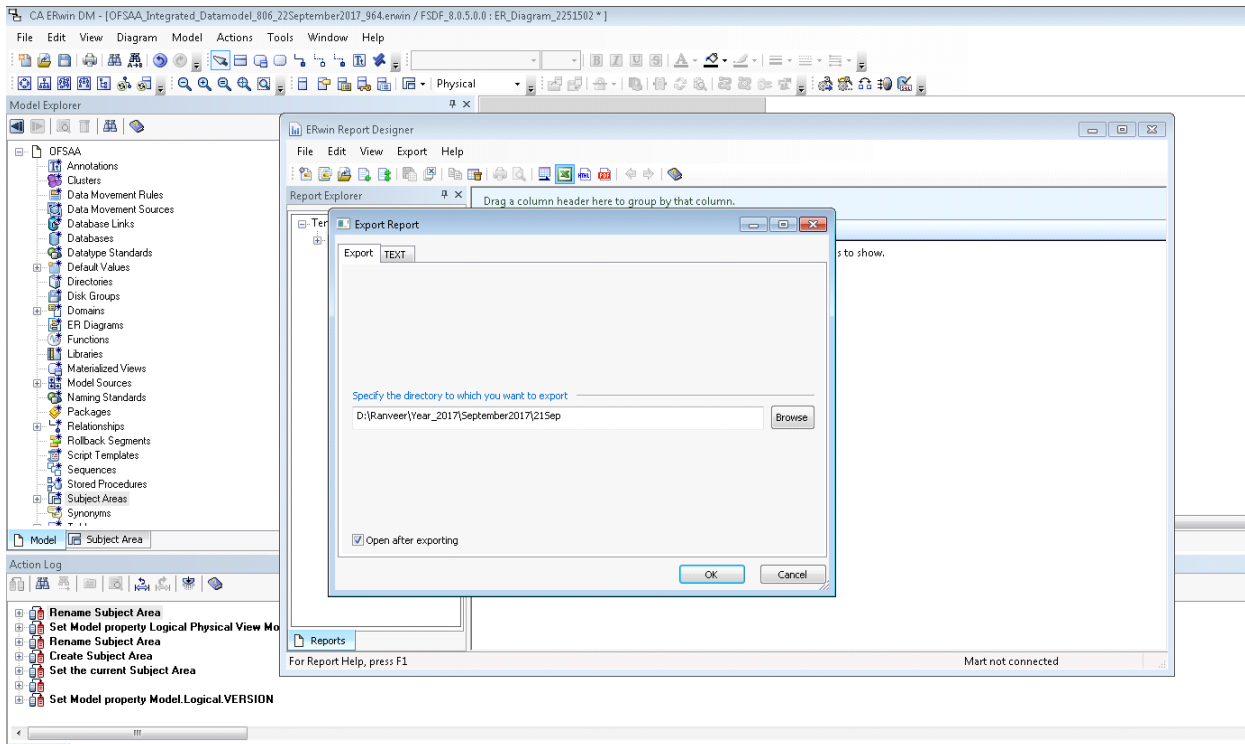 CA ERwin DM - [OFSAA_Integrated_Datamodel_806_22September2017_964.erwin / FSDF_8.0.5.0.0 : ER_Diagram_2251502 * ]
File Edit View Diagram Model Actions Tools Window Help
B I U S A
Physical
Model Explorer
OFSAA
Annotations
Clusters
Data Movement Rules
Data Movement Sources
Database Links
Databases
Datatype Standards
Default Values
Directories
Disk Groups
Domains
ER Diagrams
Functions
Libraries
Materialized Views
Model Sources
Naming Standards
Packages
Relationships
Rollback Segments
Script Templates
Sequences
Stored Procedures
Subject Areas
Synonyms
Model Subject Area
Action Log
Rename Subject Area
Set Model property Logical Physical View Mo
Rename Subject Area
Create Subject Area
Set the current Subject Area
Set Model property Model.Logical.VERSION
ERwin Report Designer
File Edit View Export Help
Report Explorer
Drag a column header here to group by that column.
Ter
s to show.
Export Report
Export TEXT
Specify the directory to which you want to export
D:\Ranveer\Year_2017\September2017\21Sep
Browse
Open after exporting
OK Cancel
Reports
For Report Help, press F1
Mart not connected